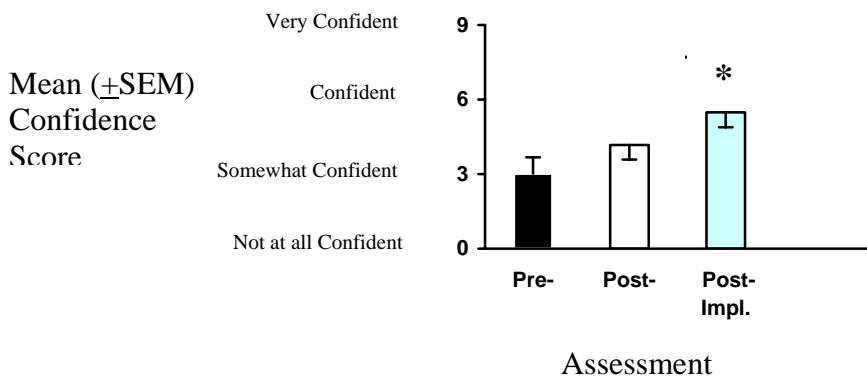 Very Confident
Confident
Somewhat Confident
Not at all Confident
Mean (+SEM)
Confidence
Score
9
6
3
0
*
Pre-
Post-
Post-
Impl.
Assessment